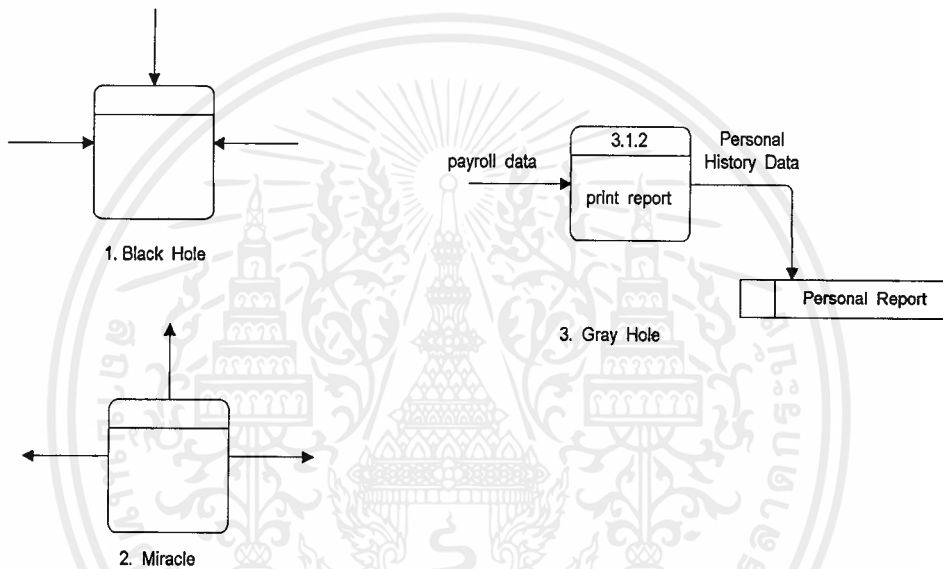 1. Black Hole
payroll data
3.1.2
print report
Personal
History Data
Personal Report
3. Gray Hole
2. Miracle